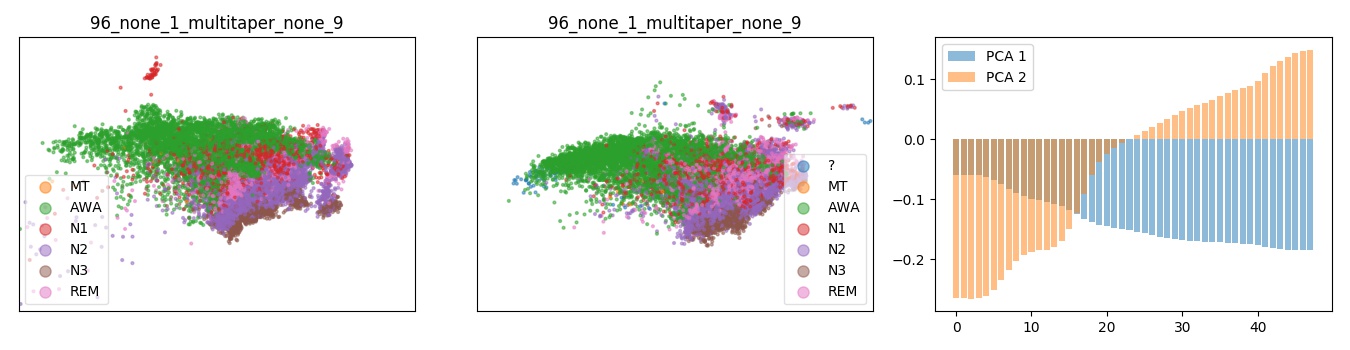 96_none_1_multitaper_none_9
MT
AWA
N1
N2
N3
REM
96_none_1_multitaper_none_9
?
MT
AWA
N1
N2
N3
REM
PCA 1
PCA 2
0.1
0.0
−0.1
−0.2
0
10
20
30
40